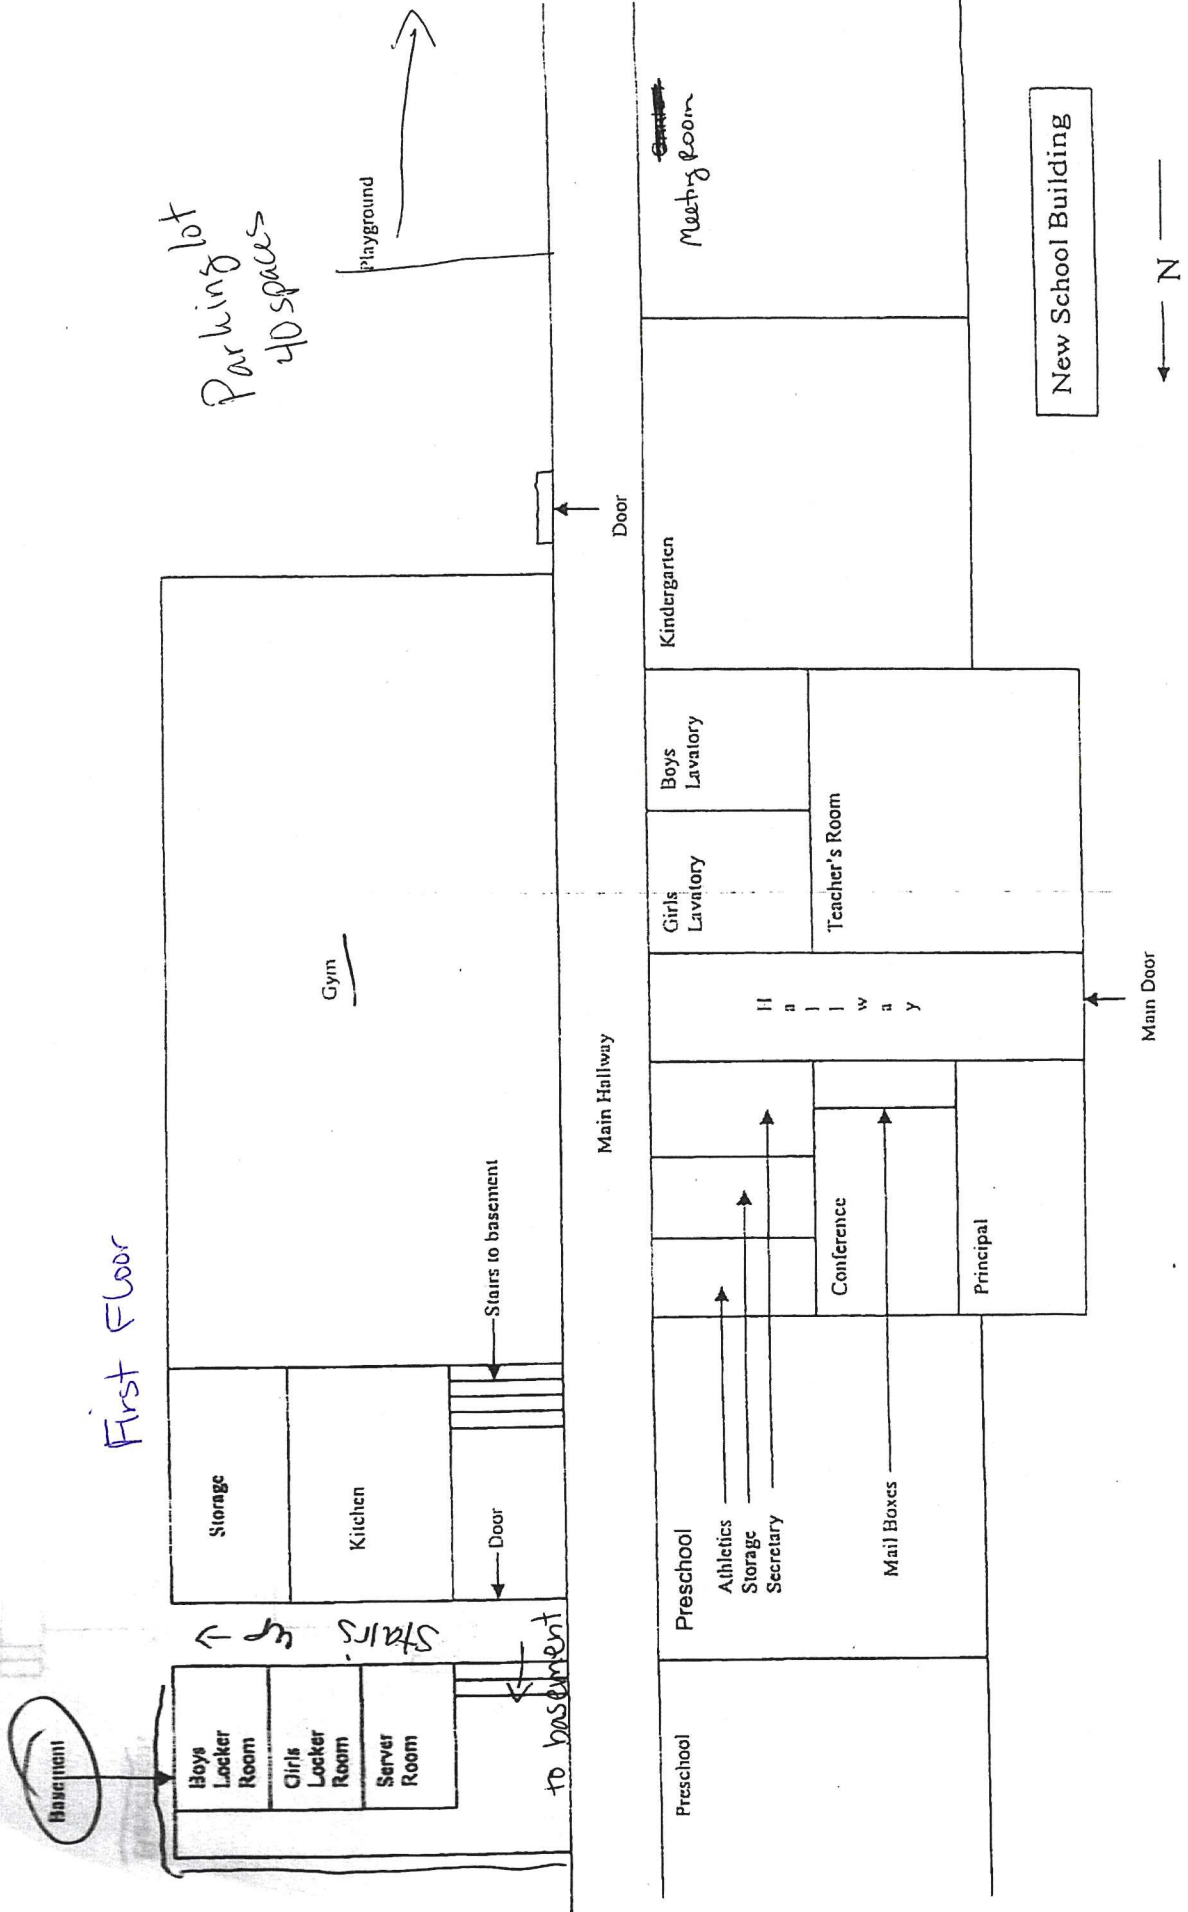 First Floor
Parking lot
40 spaces
Playground
Basement
Boys
Locker
Room
Girls
Locker
Room
Server
Room
Stairs up →
to basement
Storage
Kitchen
Door
Stairs to basement
Gym
Door
Main Hallway
Preschool
Preschool
Athletics
Storage
Secretary
Mail Boxes
Conference
Principal
H
a
l
l
w
a
y
Main Door
Girls
Lavatory
Boys
Lavatory
Teacher's Room
Kindergarten
Meeting Room
New School Building
← N